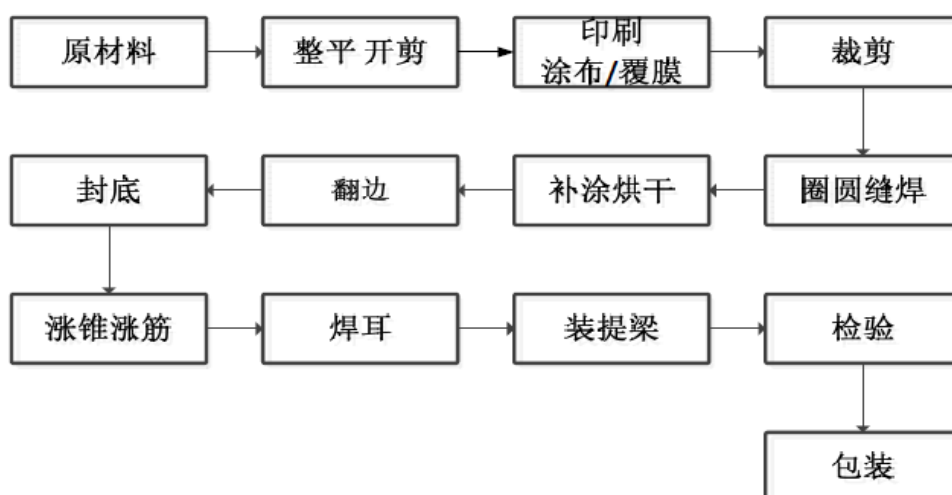 原材料
整平 开剪
印刷
涂布/覆膜
裁剪
圈圆缝焊
补涂烘干
翻边
封底
涨锥涨筋
焊耳
装提梁
检验
包装